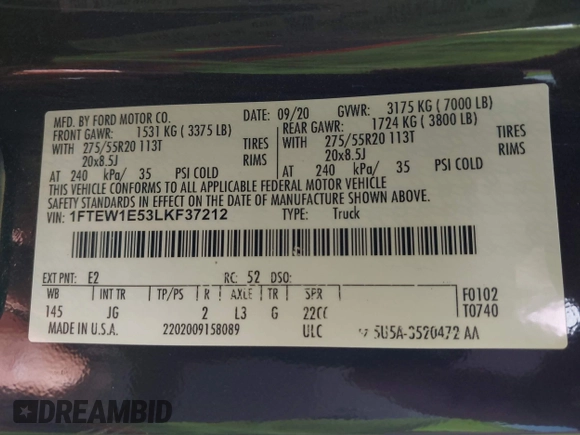 MFD. BY FORD MOTOR CO. DATE: 09/20 GVWR: 3175 KG (7000 LB)
FRONT GAWR: 1531 KG (3375 LB) REAR GAWR: 1724 KG (3800 LB)
WITH 275/55R20 113T TIRES WITH 275/55R20 113T TIRES
20x8.5J RIMS 20x8.5J RIMS
AT 240 kPa/ 35 PSI COLD AT 240 kPa/ 35 PSI COLD
THIS VEHICLE CONFORMS TO ALL APPLICABLE FEDERAL MOTOR VEHICLE
SAFETY STANDARDS IN EFFECT ON THE DATE OF MANUFACTURE SHOWN ABOVE.
VIN: 1FTEW1E53LKF37212 TYPE: Truck
EXT PNT: E2 RC: 52 DSO:
WB INT TR TP/PS R AXLE TR SPR F0102
145 JG 2 L3 G T0740
MADE IN U.S.A. 2202009158089 ULC 5U5A-3520472 AA
DREAMBID